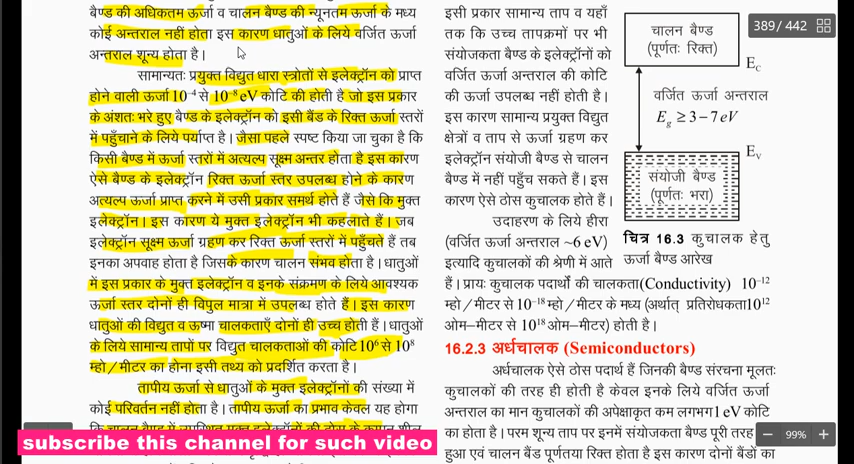 बैण्ड की अधिकतम ऊर्जा व चालन बैण्ड की न्यूनतम ऊर्जा के मध्य
कोई अन्तराल नहीं होता इस कारण धातुओं के लिये वर्जित ऊर्जा
अन्तराल शून्य होता है।
सामान्यतः प्रयुक्त विद्युत धारा स्त्रोतों से इलेक्ट्रॉन को प्राप्त
होने वाली ऊर्जा 10⁻⁴ से 10⁻⁸ eV कोटि की होती है जो इस प्रकार
के अंशतः भरे हुए बैण्ड के इलेक्ट्रॉन को इसी बैंड के रिक्त ऊर्जा स्तरों
में पहुँचाने के लिये पर्याप्त है। जैसा पहले स्पष्ट किया जा चुका है कि
किसी बैण्ड में ऊर्जा स्तरों में अत्यल्प सूक्ष्म अन्तर होता है इस कारण
ऐसे बैण्ड के इलेक्ट्रॉन रिक्त ऊर्जा स्तर उपलब्ध होने के कारण
अत्यल्प ऊर्जा प्राप्त करने में उसी प्रकार समर्थ होते हैं जैसे कि मुक्त
इलेक्ट्रॉन। इस कारण ये मुक्त इलेक्ट्रॉन भी कहलाते हैं। जब
इलेक्ट्रॉन सूक्ष्म ऊर्जा ग्रहण कर रिक्त ऊर्जा स्तरों में पहुँचते हैं तब
इनका अपवाह होता है जिसके कारण चालन संभव होता है। धातुओं
में इस प्रकार के मुक्त इलेक्ट्रॉन व इनके संक्रमण के लिये आवश्यक
ऊर्जा स्तर दोनों ही विपुल मात्रा में उपलब्ध होते हैं। इस कारण
धातुओं की विद्युत व ऊष्मा चालकताएँ दोनों ही उच्च होती हैं। धातुओं
के लिये सामान्य तापों पर विद्युत चालकताओं की कोटि 10⁶ से 10⁸
म्हो/मीटर का होना इसी तथ्य को प्रदर्शित करता है।
तापीय ऊर्जा से धातुओं के मुक्त इलेक्ट्रॉनों की संख्या में
कोई परिवर्तन नहीं होता है। तापीय ऊर्जा का प्रभाव केवल यह होगा
subscribe this channel for such video
इसी प्रकार सामान्य ताप व यहाँ
तक कि उच्च तापक्रमों पर भी
संयोजकता बैण्ड के इलेक्ट्रॉनों को
वर्जित ऊर्जा अन्तराल की कोटि
की ऊर्जा उपलब्ध नहीं होती है।
इस कारण सामान्य प्रयुक्त विद्युत
क्षेत्रों व ताप से ऊर्जा ग्रहण कर
इलेक्ट्रॉन संयोजी बैण्ड से चालन
बैण्ड में नहीं पहुँच सकते हैं। इस
कारण ऐसे ठोस कुचालक होते हैं।
उदाहरण के लिये हीरा
(वर्जित ऊर्जा अन्तराल ~6 eV)
इत्यादि कुचालकों की श्रेणी में आते
हैं। प्रायः कुचालक पदार्थों की चालकता(Conductivity) 10⁻¹²
म्हो/मीटर से 10⁻¹⁸ म्हो/मीटर के मध्य (अर्थात् प्रतिरोधकता10¹²
ओम–मीटर से 10¹⁸ओम–मीटर) होती है।
16.2.3 अर्धचालक (Semiconductors)
अर्धचालक ऐसे ठोस पदार्थ हैं जिनकी बैण्ड संरचना मूलतः
कुचालकों की तरह ही होती है केवल इनके लिये वर्जित ऊर्जा
अन्तराल का मान कुचालकों की अपेक्षाकृत कम लगभग1 eV कोटि
का होता है। परम शून्य ताप पर इनमें संयोजकता बैण्ड पूरी तरह
हुआ एवं चालन बैंड पूर्णतया रिक्त होता है इस कारण दोनों बैंडों का
चालन बैण्ड
(पूर्णतः रिक्त)
E_C
वर्जित ऊर्जा अन्तराल
E_g ≥ 3−7 eV
E_V
संयोजी बैण्ड
(पूर्णतः भरा)
चित्र 16.3 कुचालक हेतु
ऊर्जा बैण्ड आरेख
389 / 442
− 99% +